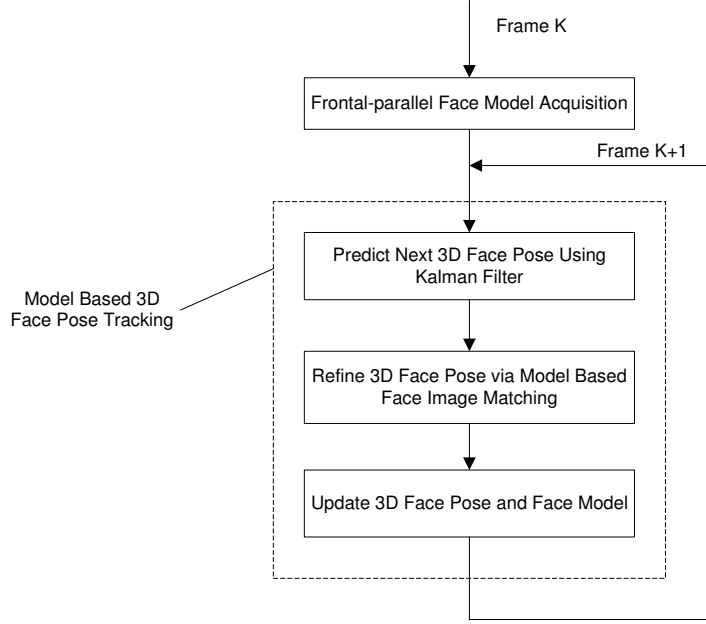 Frame K
Frontal-parallel Face Model Acquisition
Frame K+1
Predict Next 3D Face Pose Using
Kalman Filter
Model Based 3D
Face Pose Tracking
Refine 3D Face Pose via Model Based
Face Image Matching
Update 3D Face Pose and Face Model